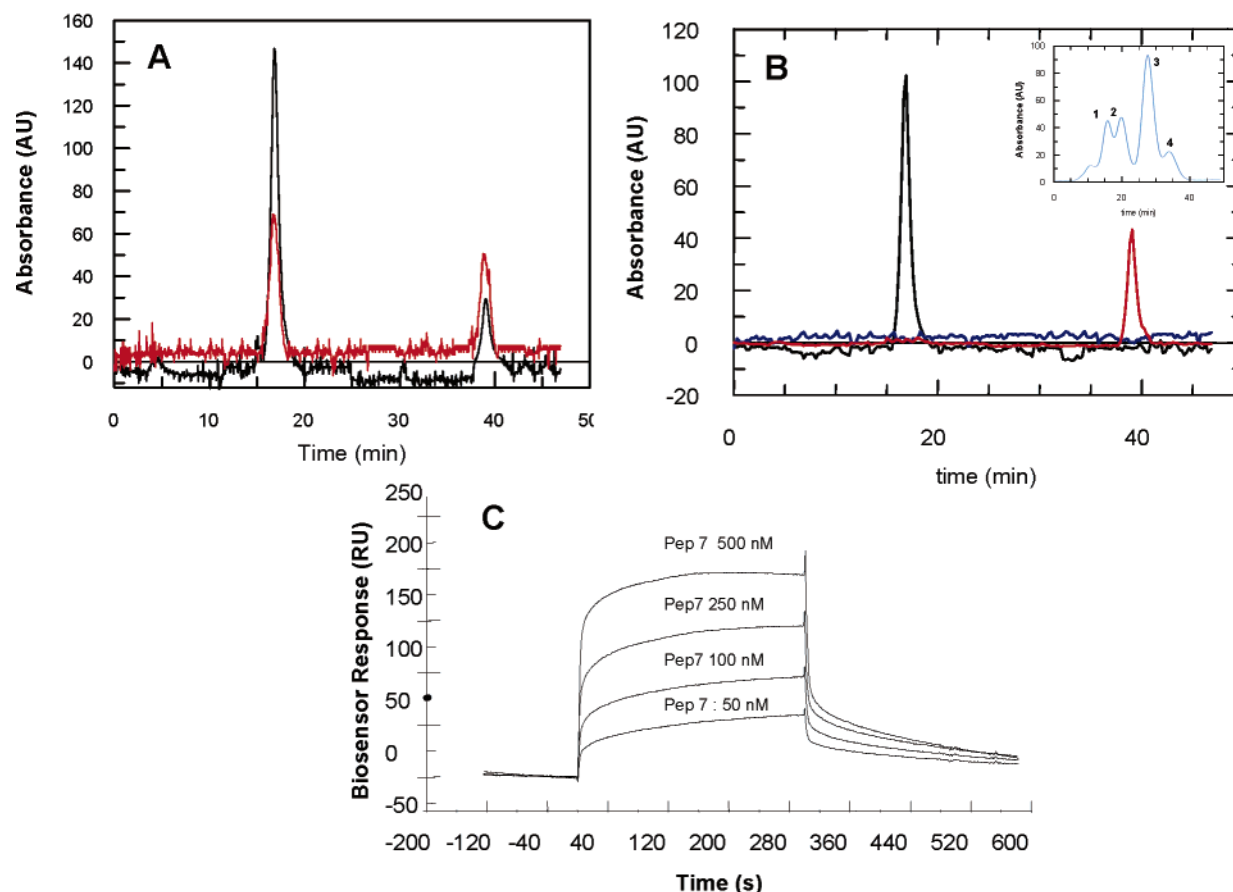 A
Absorbance (AU)
160
140
120
100
80
60
40
20
0
0 10 20 30 40 50
Time (min)
B
Absorbance (AU)
120
100
80
60
40
20
0
-20
0 20 40
time (min)
Absorbance (AU)
100
80
60
40
20
0
1 2 3 4
0 20 40
time (min)
C
Biosensor Response (RU)
250
200
150
100
50
0
-50
Pep 7 500 nM
Pep7 250 nM
Pep7 100 nM
Pep 7 : 50 nM
-200 -120 -40 40 120 200 280 360 440 520 600
Time (s)